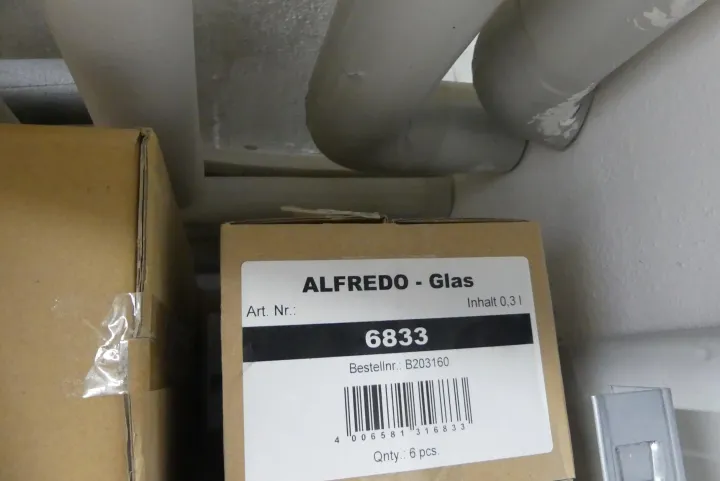 ALFREDO - Glas
Art. Nr.:
Inhalt 0,3 l
6833
Bestellnr.: B203160
4 006581 316833
Qnty.: 6 pcs.